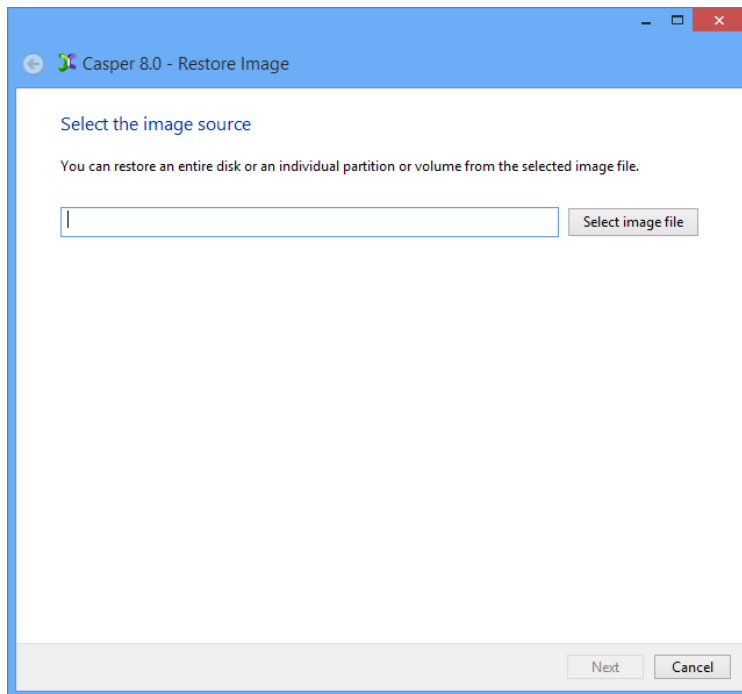 Casper 8.0 - Restore Image
Select the image source
You can restore an entire disk or an individual partition or volume from the selected image file.
Select image file
Next
Cancel